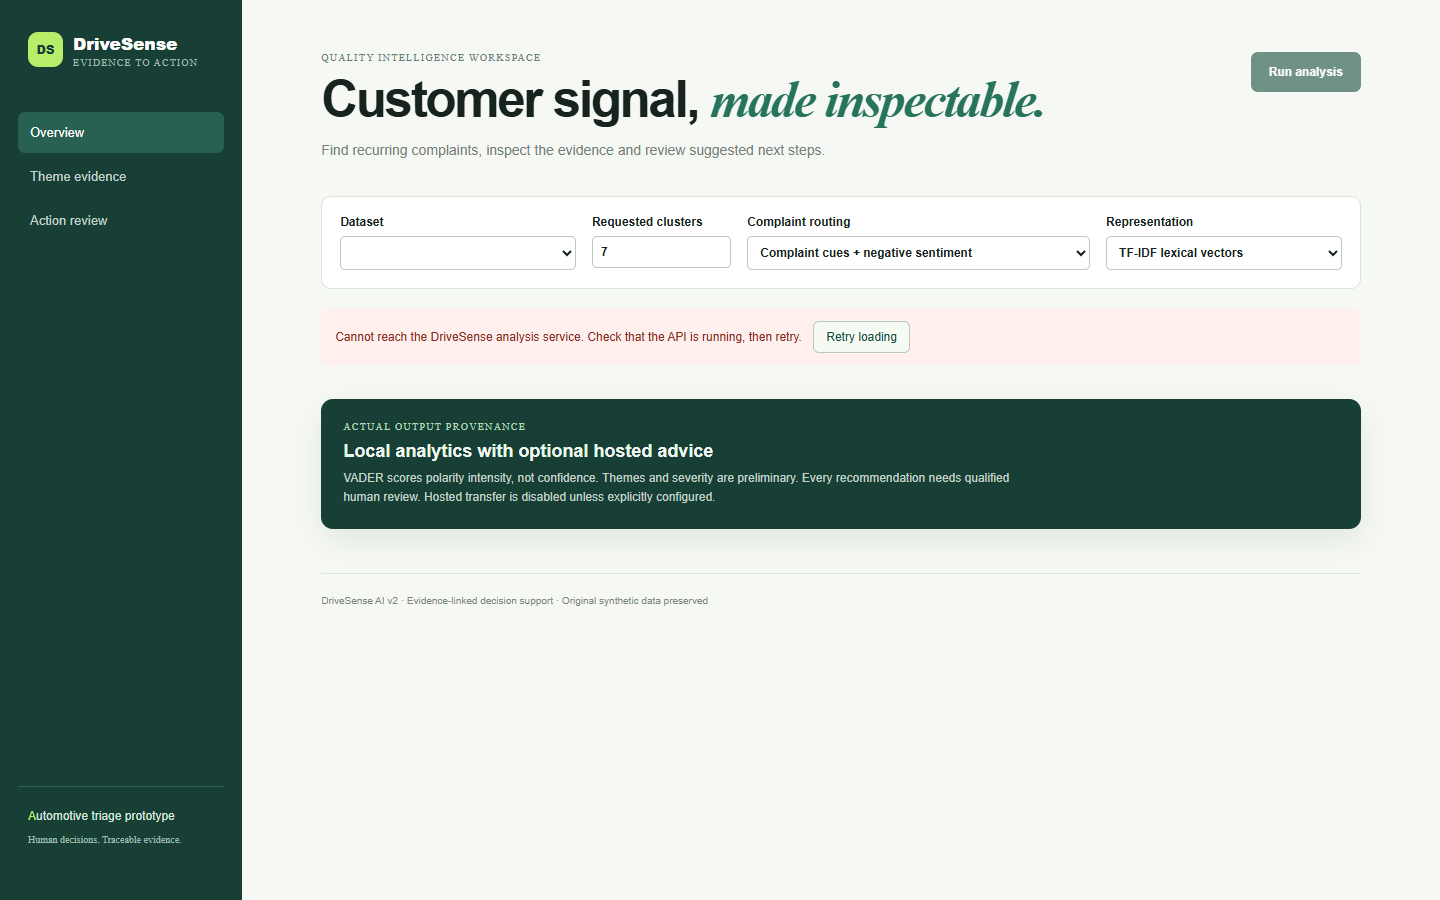 DS
DriveSense
EVIDENCE TO ACTION
Overview
Theme evidence
Action review
Automotive triage prototype
Human decisions. Traceable evidence.
QUALITY INTELLIGENCE WORKSPACE
Customer signal, made inspectable.
Find recurring complaints, inspect the evidence and review suggested next steps.
Run analysis
Dataset
Requested clusters
7
Complaint routing
Complaint cues + negative sentiment
Representation
TF-IDF lexical vectors
Cannot reach the DriveSense analysis service. Check that the API is running, then retry.
Retry loading
ACTUAL OUTPUT PROVENANCE
Local analytics with optional hosted advice
VADER scores polarity intensity, not confidence. Themes and severity are preliminary. Every recommendation needs qualified
human review. Hosted transfer is disabled unless explicitly configured.
DriveSense AI v2 · Evidence-linked decision support · Original synthetic data preserved